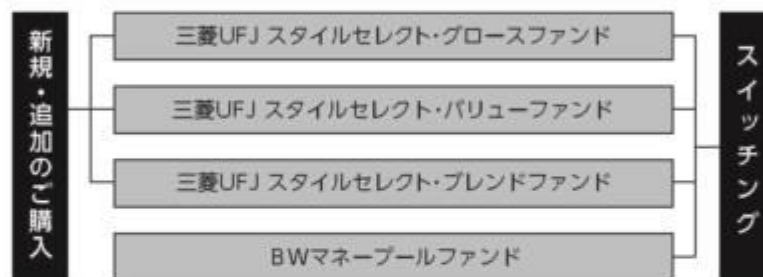 新規・追加のご購入
三菱UFJ スタイルセレクト・グロースファンド
三菱UFJ スタイルセレクト・バリューファンド
三菱UFJ スタイルセレクト・ブレンドファンド
BWマネープールファンド
スイッチング